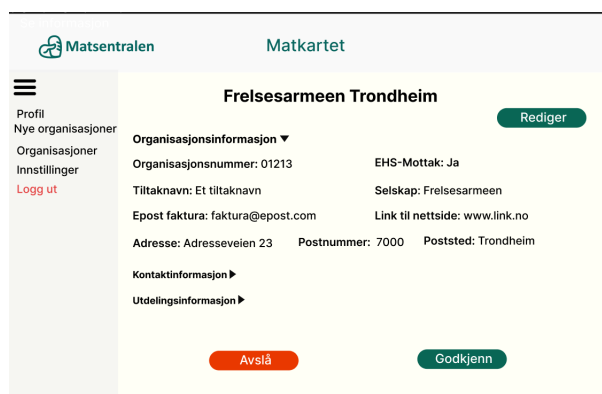 Matsentralen
Matkartet
Profil
Nye organisasjoner
Organisasjoner
Innstillinger
Logg ut
Frelsesarmeen Trondheim
Rediger
Organisasjonsinformasjon ▼
Organisasjonsnummer: 01213 EHS-Mottak: Ja
Tiltaknavn: Et tiltaknavn Selskap: Frelsesarmeen
Epost faktura: faktura@epost.com Link til nettside: www.link.no
Adresse: Adresseveien 23 Postnummer: 7000 Poststed: Trondheim
Kontaktinformasjon ▶
Utdelingsinformasjon ▶
Avslå Godkjenn